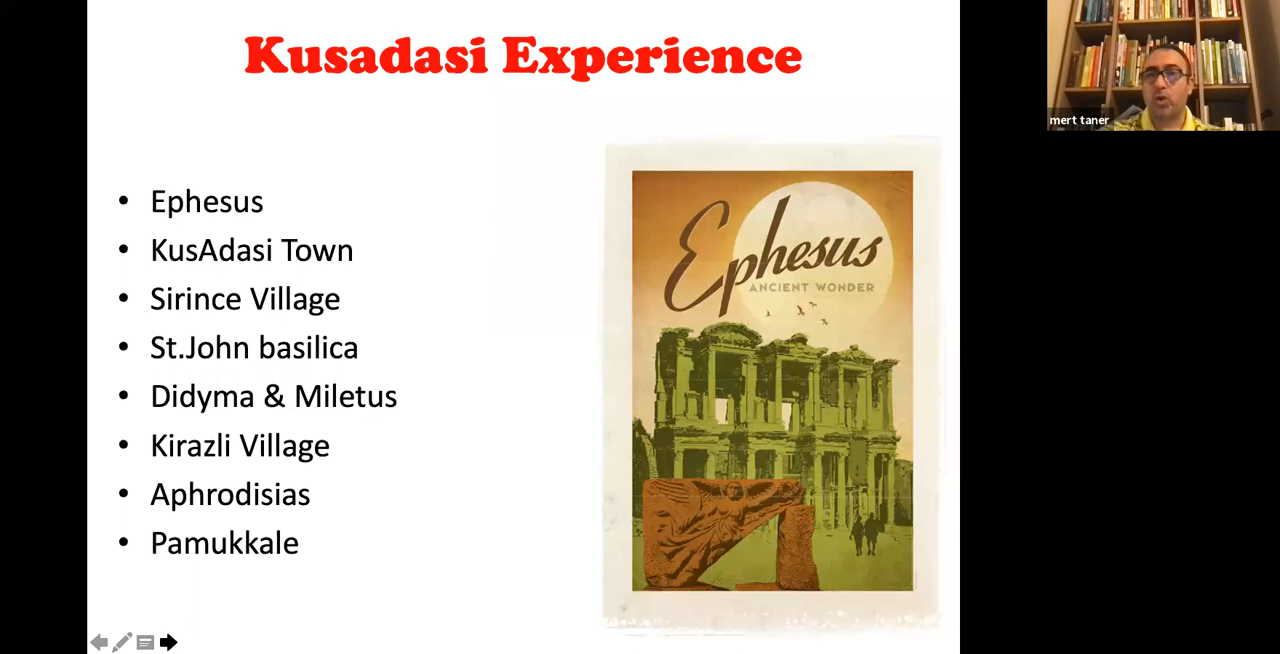 Kusadasi Experience
• Ephesus
• KusAdasi Town
• Sirince Village
• St.John basilica
• Didyma & Miletus
• Kirazli Village
• Aphrodisias
• Pamukkale
Ephesus
ANCIENT WONDER
mert taner